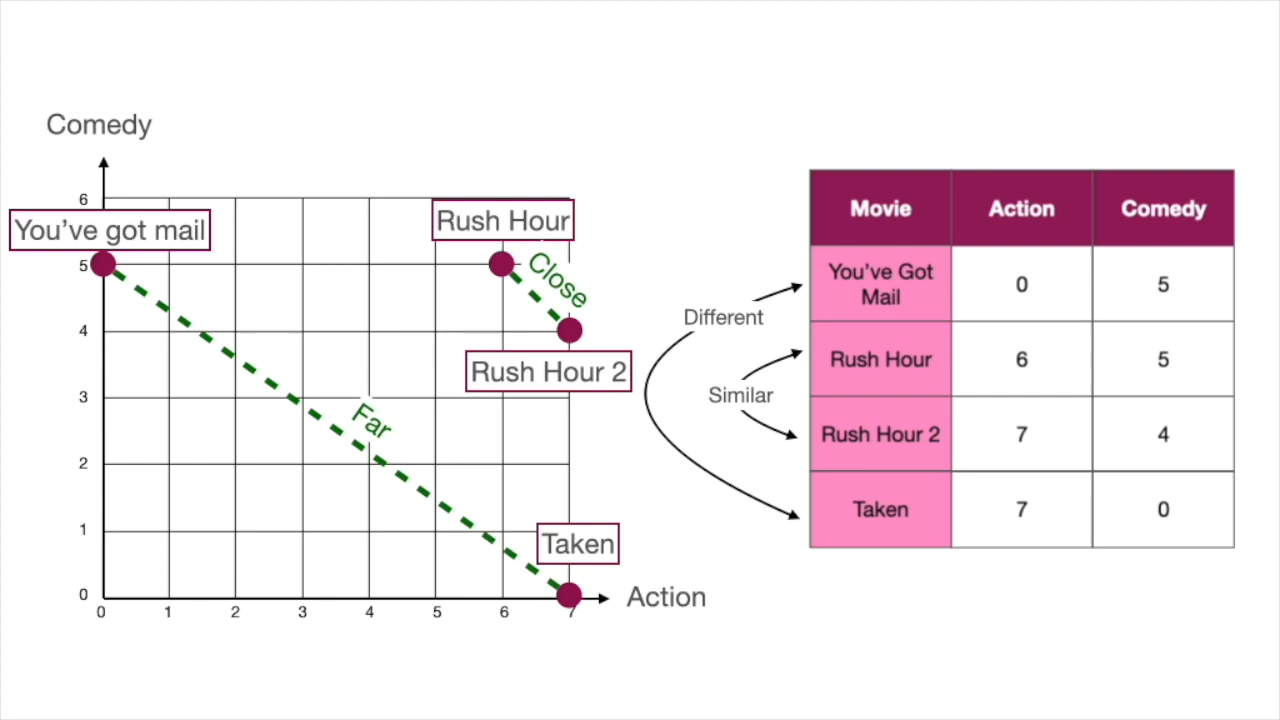 Comedy
6
You've got mail
5
4
3
2
1
0
0 1 2 3 4 5 6 7
Action
Rush Hour
Close
Rush Hour 2
Far
Taken
Different
Similar
Movie Action Comedy
You've Got
Mail
0 5
Rush Hour 6 5
Rush Hour 2 7 4
Taken 7 0